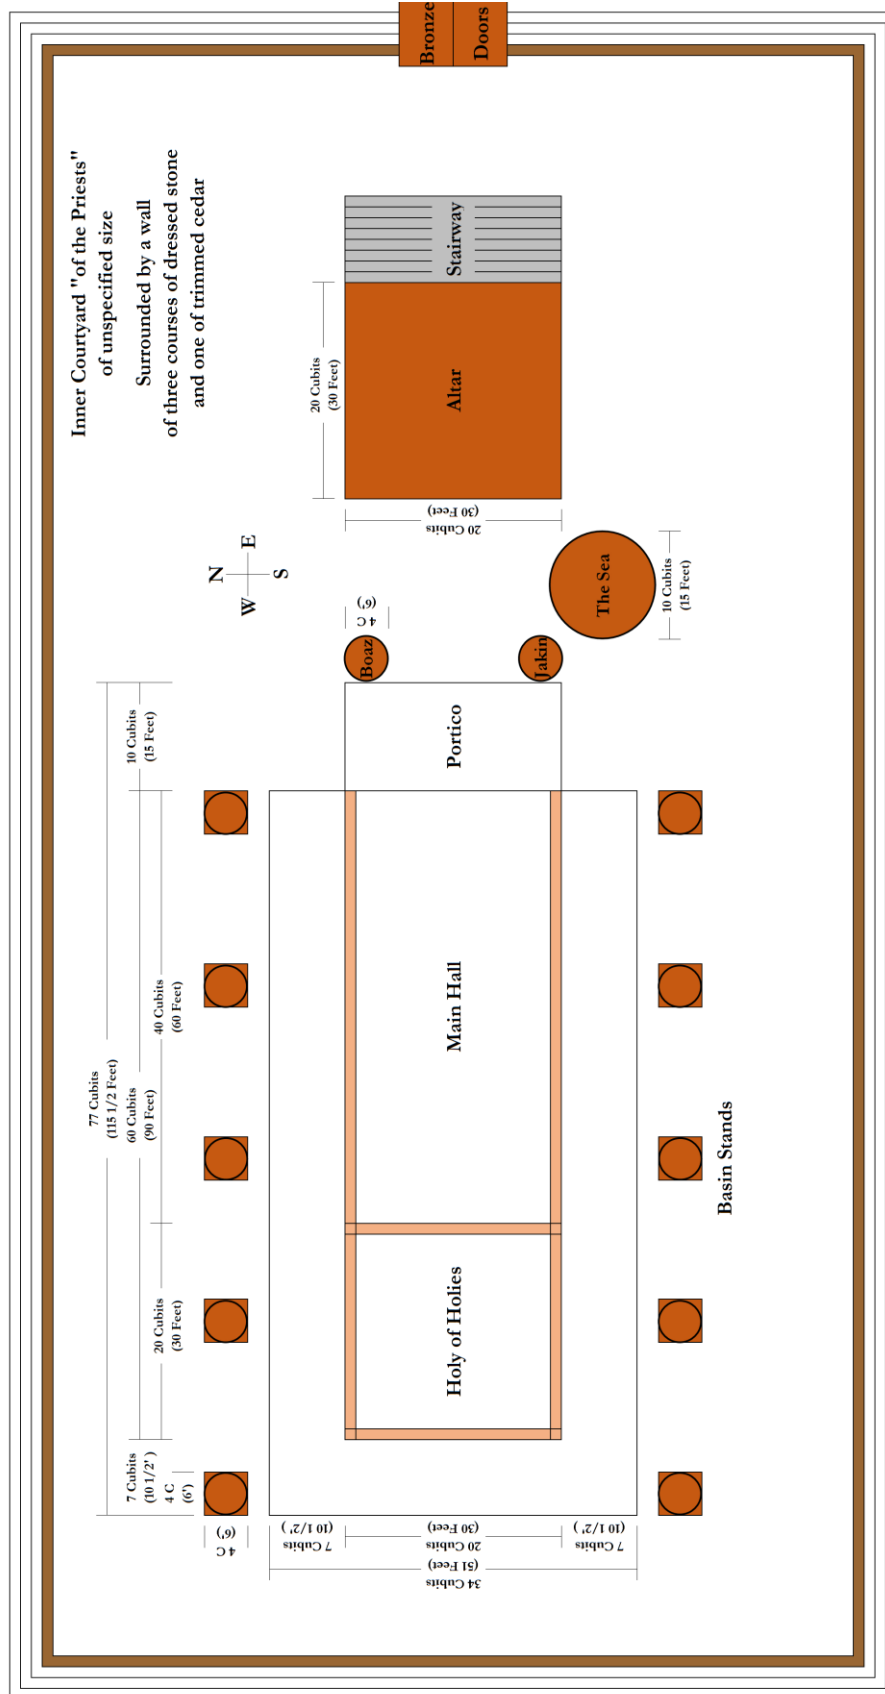 Bronze
Doors
Inner Courtyard "of the Priests"
of unspecified size
Surrounded by a wall
of three courses of dressed stone
and one of trimmed cedar
Stairway
20 Cubits
(30 Feet)
Altar
20 Cubits
(30 Feet)
N
E
W
S
The Sea
10 Cubits
(15 Feet)
4 C
(6')
Boaz
Jakin
10 Cubits
(15 Feet)
Portico
77 Cubits
(115 1/2 Feet)
60 Cubits
(90 Feet)
40 Cubits
(60 Feet)
Main Hall
20 Cubits
(30 Feet)
Holy of Holies
Basin Stands
7 Cubits
(10 1/2' )
4 C
(6')
4 C
(6')
7 Cubits
(10 1/2' )
20 Cubits
(30 Feet)
7 Cubits
(10 1/2' )
34 Cubits
(51 Feet)